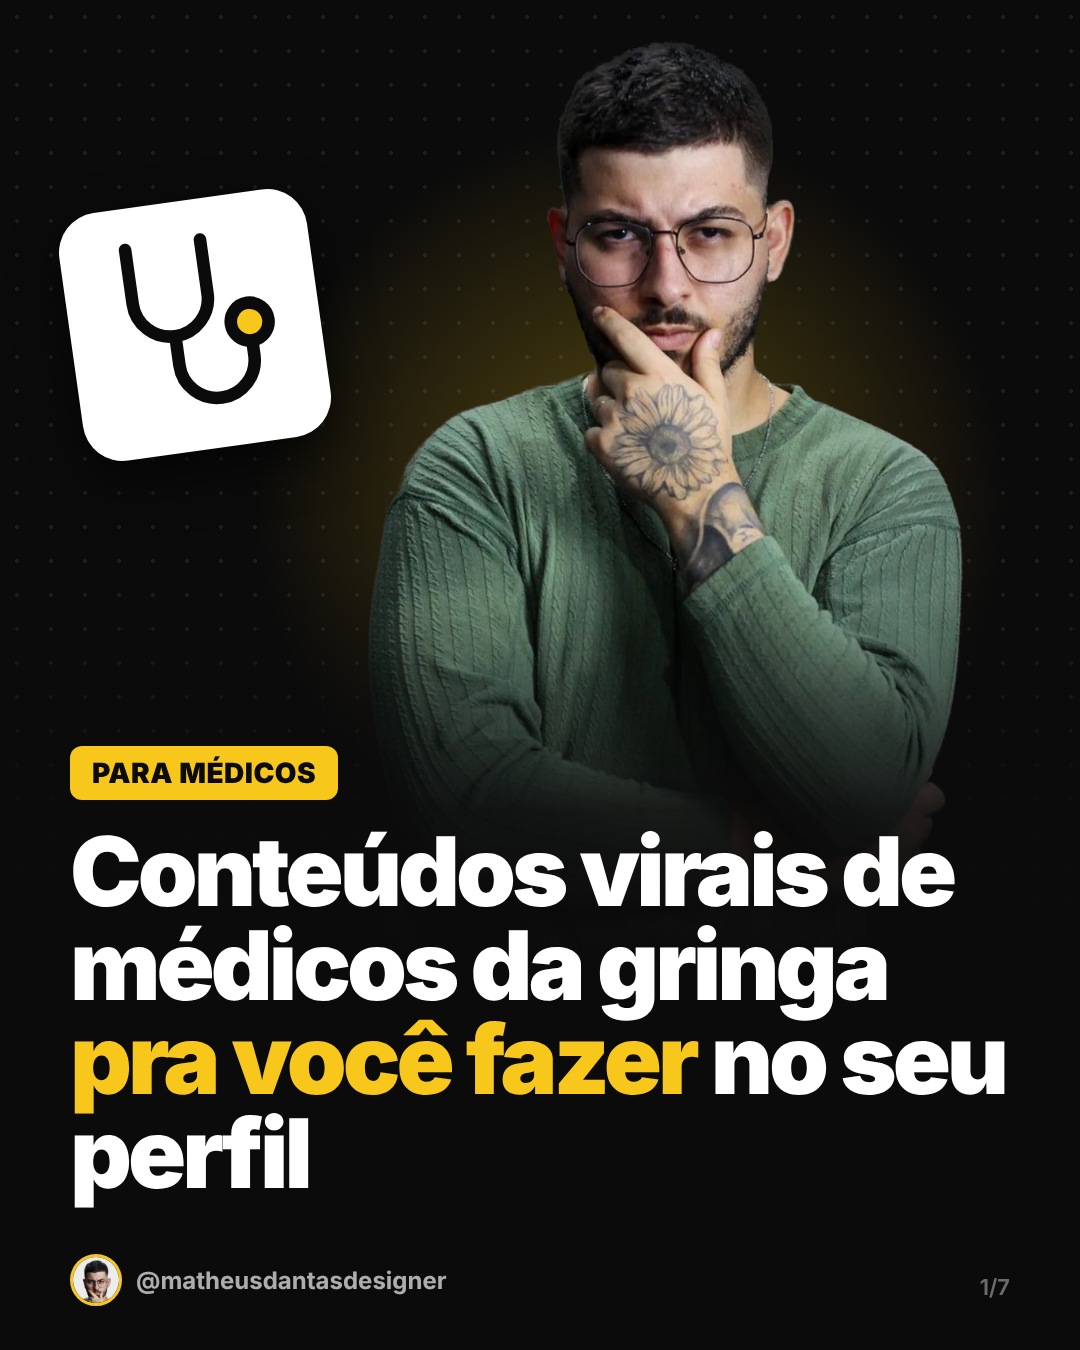 PARA MÉDICOS
Conteúdos virais de
médicos da gringa
pra você fazer no seu
perfil
@matheusdantasdesigner
1/7